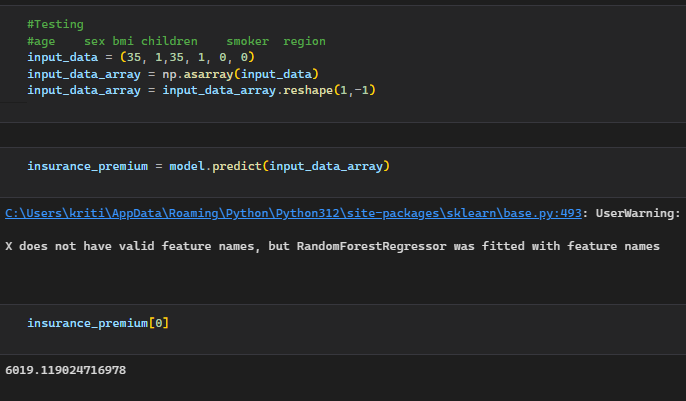 #Testing
#age    sex bmi children    smoker  region
input_data = (35, 1,35, 1, 0, 0)
input_data_array = np.asarray(input_data)
input_data_array = input_data_array.reshape(1,-1)
insurance_premium = model.predict(input_data_array)
C:\Users\kriti\AppData\Roaming\Python\Python312\site-packages\sklearn\base.py:493: UserWarning:
X does not have valid feature names, but RandomForestRegressor was fitted with feature names
insurance_premium[0]
6019.119024716978